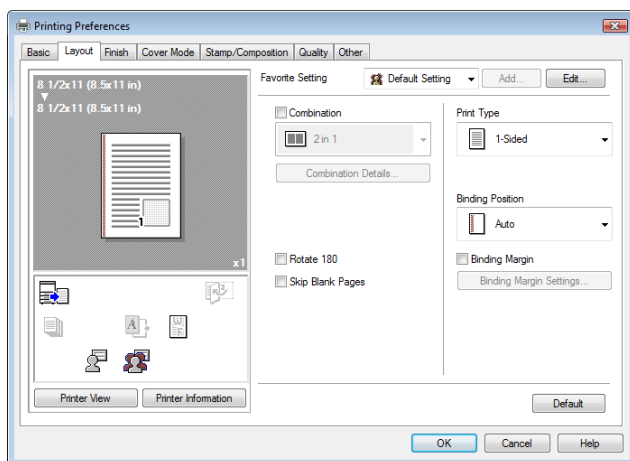 Printing Preferences
Basic Layout Finish Cover Mode Stamp/Composition Quality Other
8 1/2x11 (8.5x11 in)
8 1/2x11 (8.5x11 in)
1
x1
Printer View Printer Information
Favorite Setting Default Setting Add... Edit...
Combination
2 in 1
Combination Details...
Rotate 180
Skip Blank Pages
Print Type
1-Sided
Binding Position
Auto
Binding Margin
Binding Margin Settings...
Default
OK Cancel Help